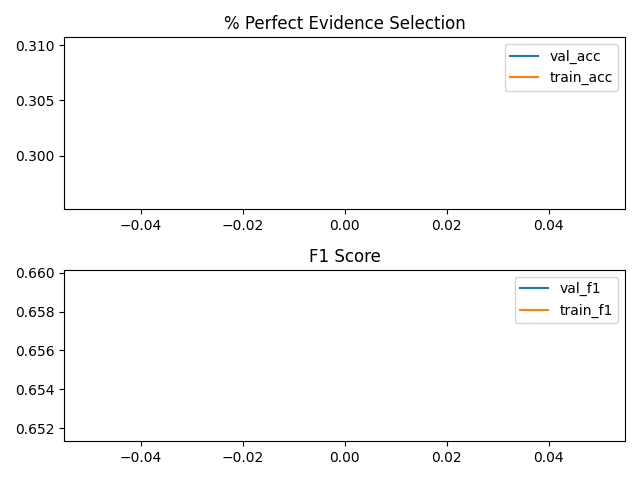 % Perfect Evidence Selection
0.310
0.305
0.300
val_acc
train_acc
−0.04 −0.02 0.00 0.02 0.04
F1 Score
0.660
0.658
0.656
0.654
0.652
val_f1
train_f1
−0.04 −0.02 0.00 0.02 0.04